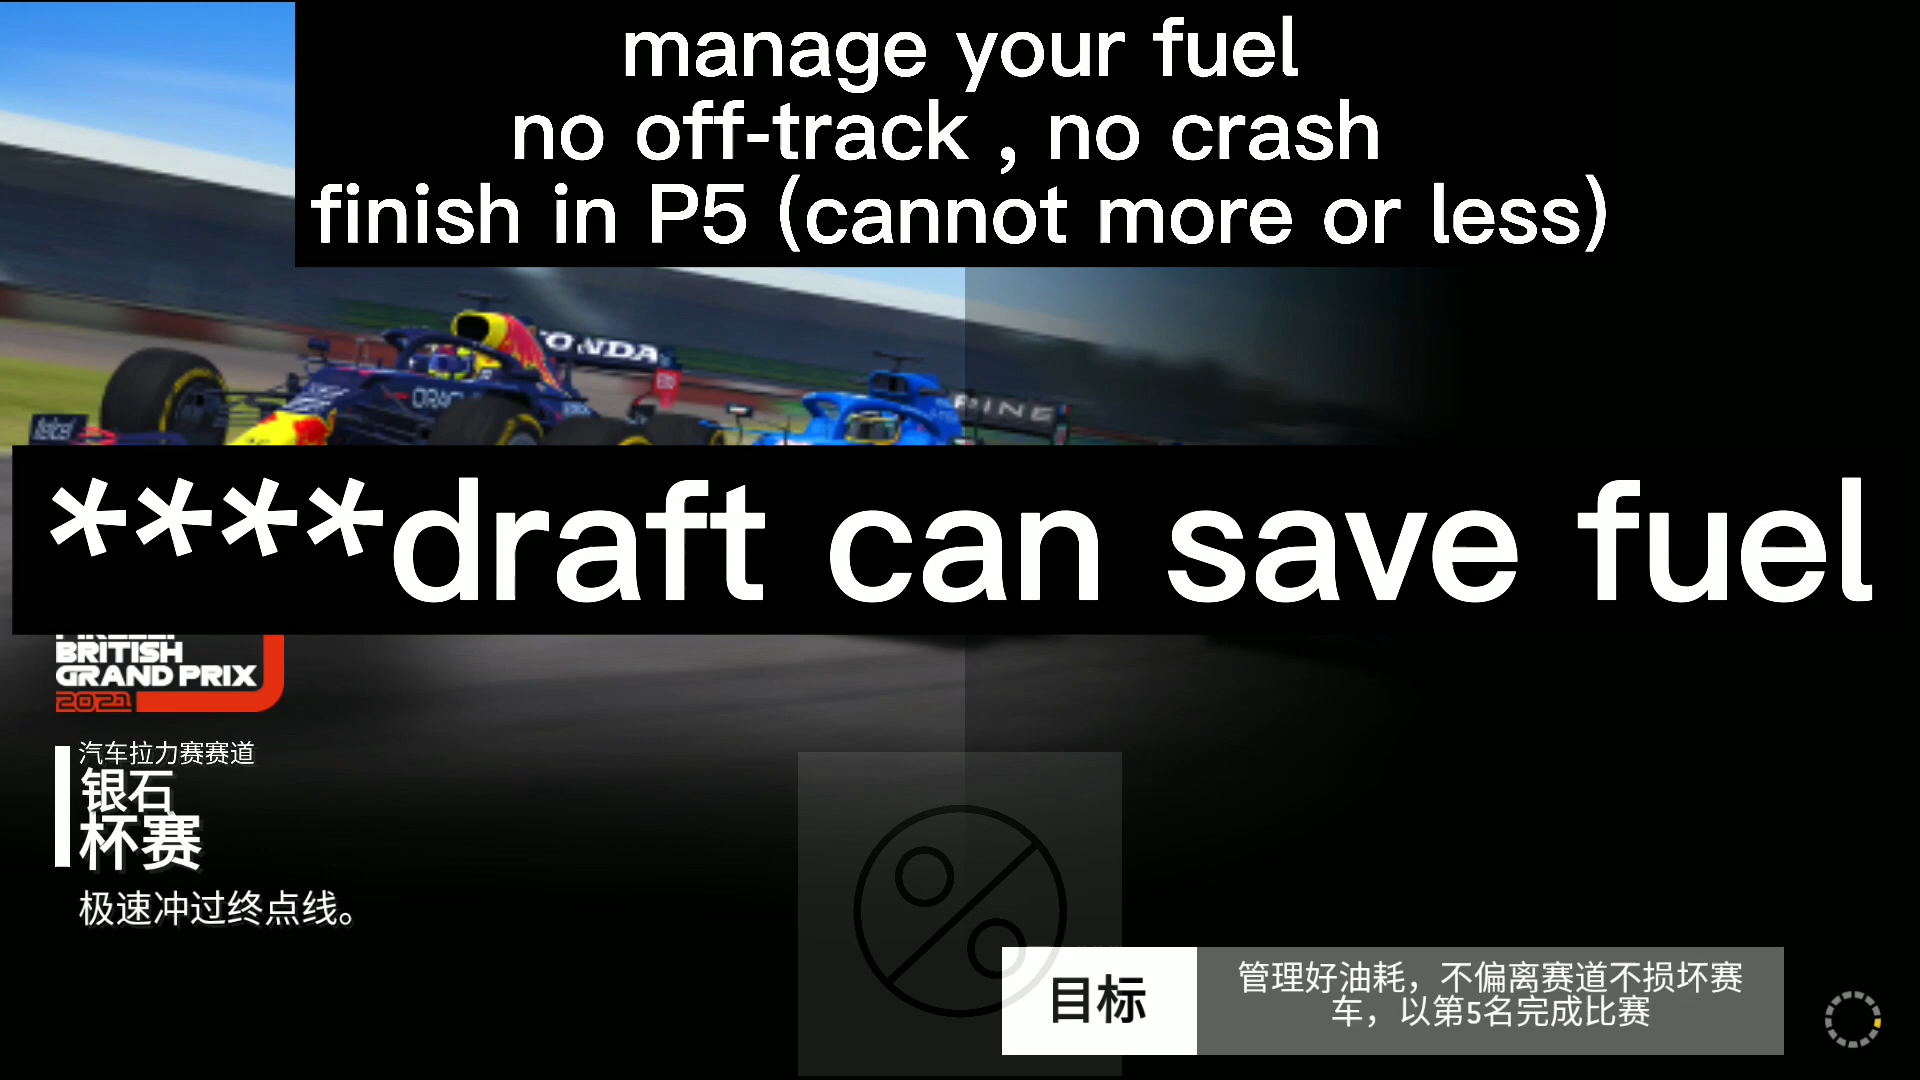 manage your fuel
no off-track , no crash
finish in P5 (cannot more or less)
HONDA
ORACLE
telcel
****draft can save fuel
BRITISH
GRAND PRIX
2021
汽车拉力赛赛道
银石
杯赛
极速冲过终点线。
目标
管理好油耗，不偏离赛道不损坏赛
车，以第5名完成比赛